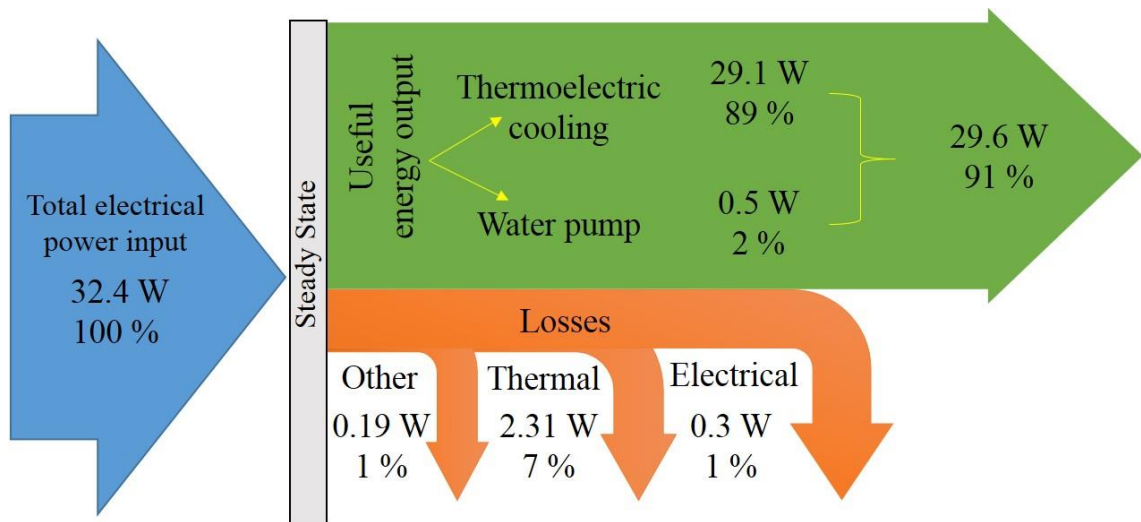 Total electrical
power input
32.4 W
100 %
Steady State
Useful
energy output
Thermoelectric
cooling
29.1 W
89 %
Water pump
0.5 W
2 %
29.6 W
91 %
Losses
Other
0.19 W
1 %
Thermal
2.31 W
7 %
Electrical
0.3 W
1 %